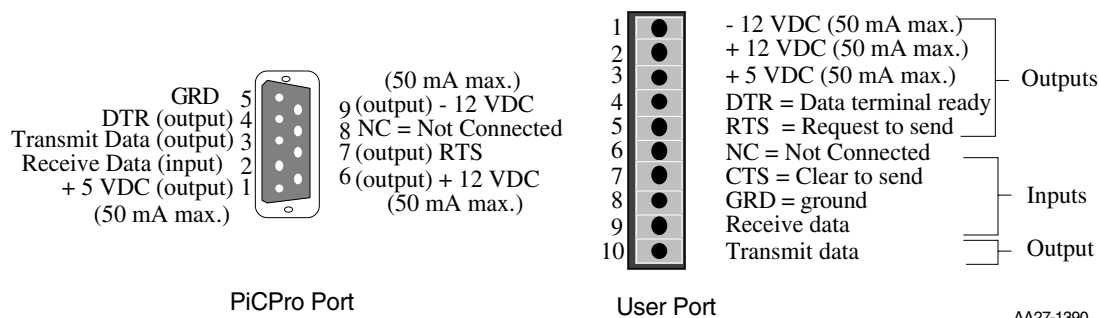 GRD 5
DTR (output) 4
Transmit Data (output) 3
Receive Data (input) 2
+ 5 VDC (output) 1
(50 mA max.)
(50 mA max.)
9 (output) - 12 VDC
8 NC = Not Connected
7 (output) RTS
6 (output) + 12 VDC
(50 mA max.)
PiCPro Port
1 - 12 VDC (50 mA max.)
2 + 12 VDC (50 mA max.)
3 + 5 VDC (50 mA max.)
4 DTR = Data terminal ready
5 RTS = Request to send
Outputs
6 NC = Not Connected
7 CTS = Clear to send
8 GRD = ground
9 Receive data
Inputs
10 Transmit data
Output
User Port
AA27-1390